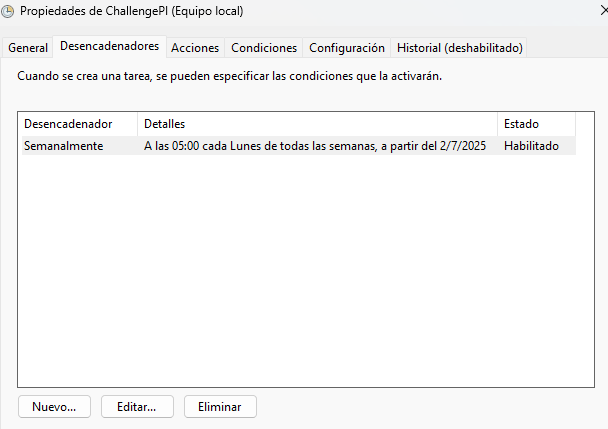 Propiedades de ChallengePI (Equipo local)
General Desencadenadores Acciones Condiciones Configuración Historial (deshabilitado)
Cuando se crea una tarea, se pueden especificar las condiciones que la activarán.
Desencadenador Detalles Estado
Semanalmente A las 05:00 cada Lunes de todas las semanas, a partir del 2/7/2025 Habilitado
Nuevo... Editar... Eliminar